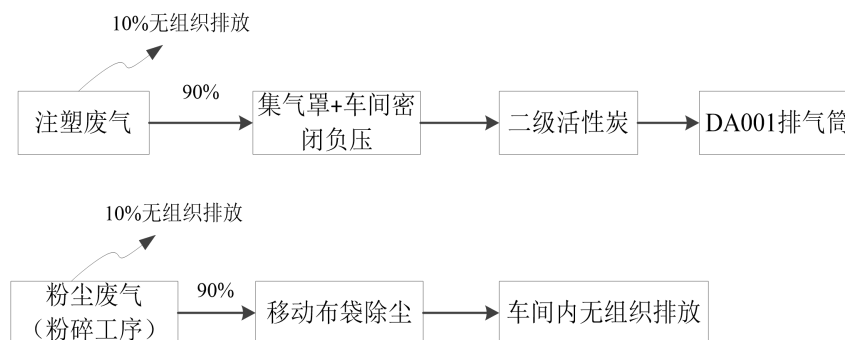 10%无组织排放
90%
注塑废气
集气罩+车间密
闭负压
二级活性炭
DA001排气筒
10%无组织排放
90%
粉尘废气
（粉碎工序）
移动布袋除尘
车间内无组织排放